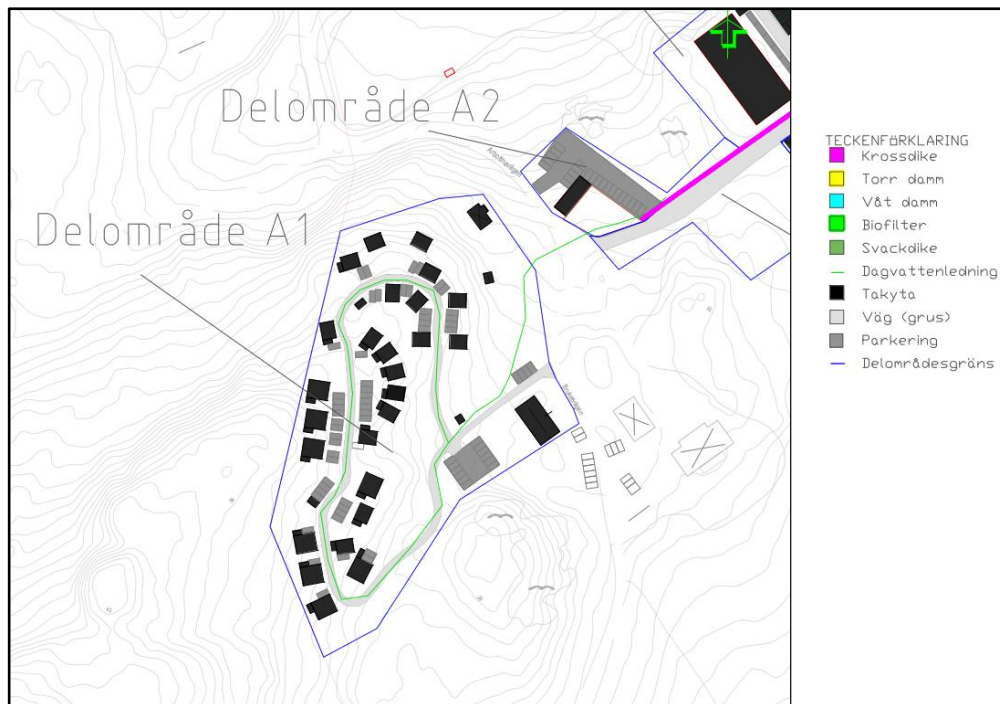 Delområde A2
Delområde A1
TECKENFÖRKLARING
Krossdike
Torr damm
Våt damm
Biofilter
Svackdike
Dagvattenledning
Takyta
Väg (grus)
Parkering
Delområdesgräns